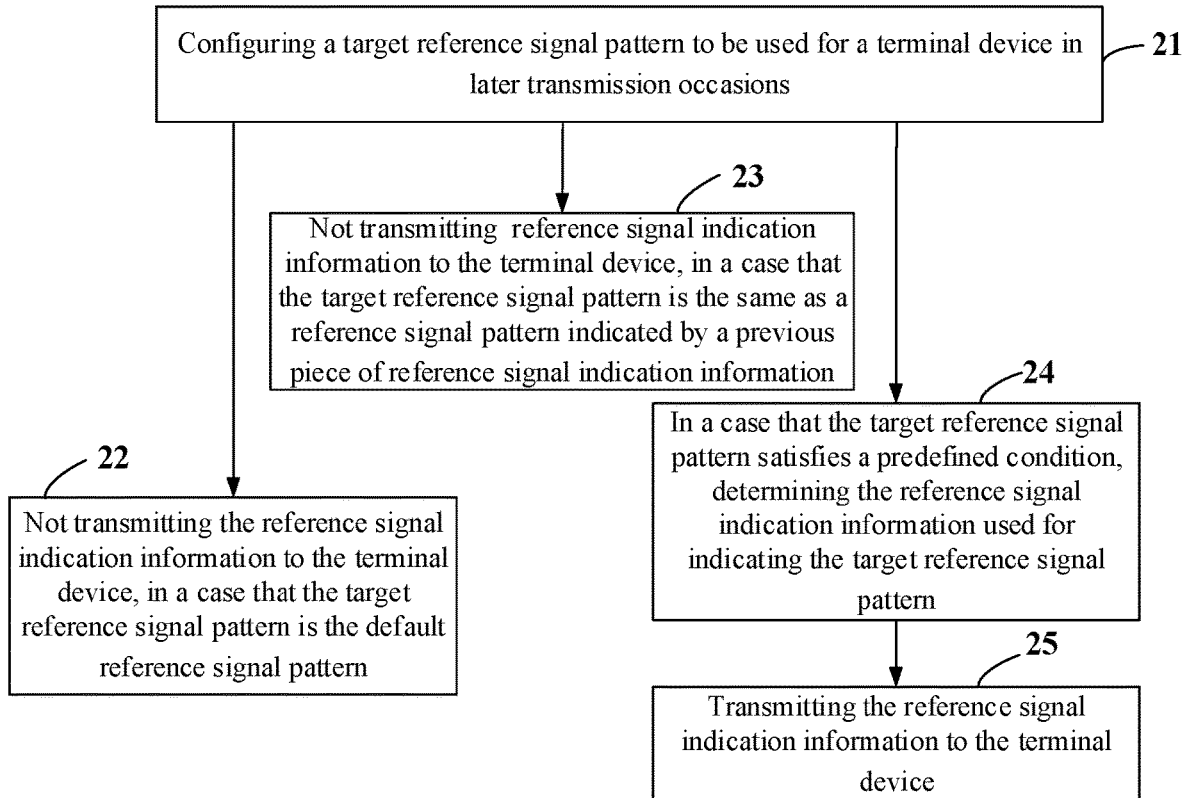 Configuring a target reference signal pattern to be used for a terminal device in
later transmission occasions
21
23
Not transmitting reference signal indication
information to the terminal device, in a case that
the target reference signal pattern is the same as a
reference signal pattern indicated by a previous
piece of reference signal indication information
24
In a case that the target reference signal
pattern satisfies a predefined condition,
determining the reference signal
indication information used for
indicating the target reference signal
pattern
22
Not transmitting the reference signal
indication information to the terminal
device, in a case that the target
reference signal pattern is the default
reference signal pattern
25
Transmitting the reference signal
indication information to the terminal
device